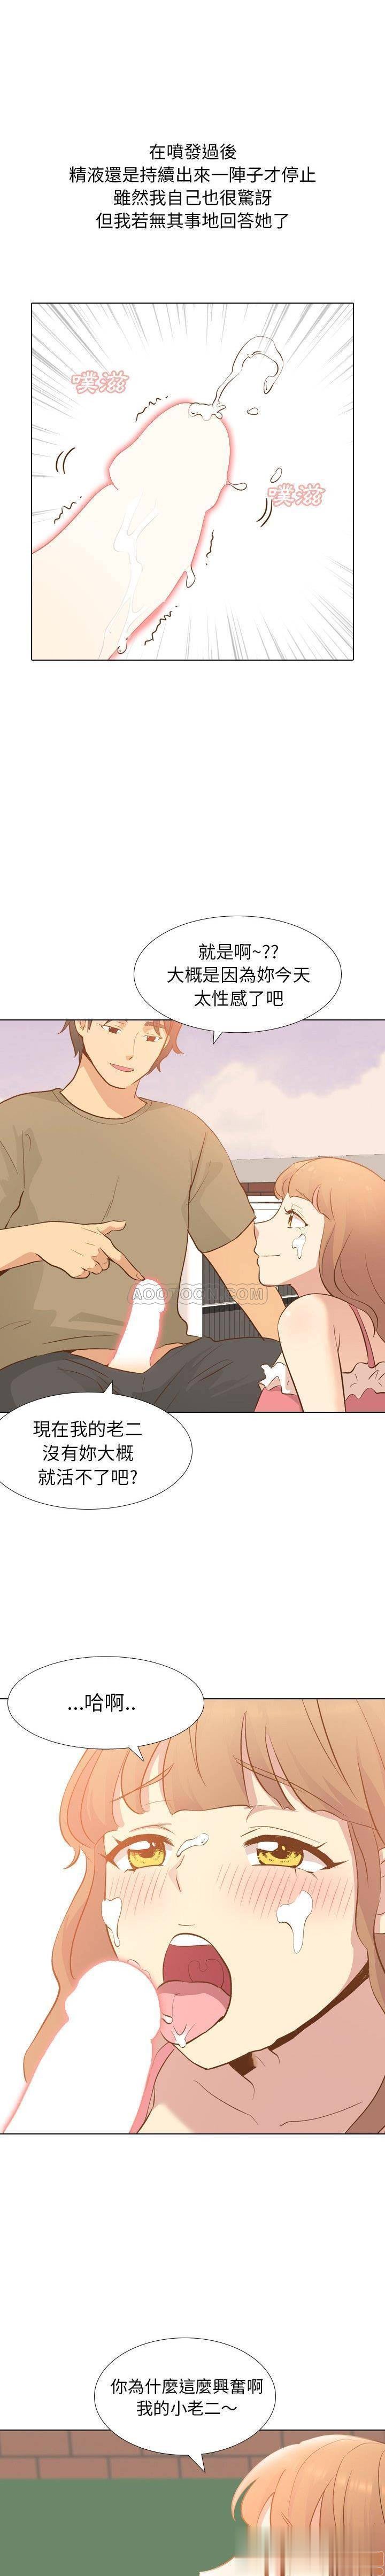 在噴發過後
精液還是持續出來一陣子才停止
雖然我自己也很驚訝
但我若無其事地回答她了
噗滋
噗滋
就是啊~??
大概是因為妳今天
太性感了吧
現在我的老二
沒有妳大概
就活不了吧?
...哈啊..
你為什麼這麼興奮啊
我的小老二～